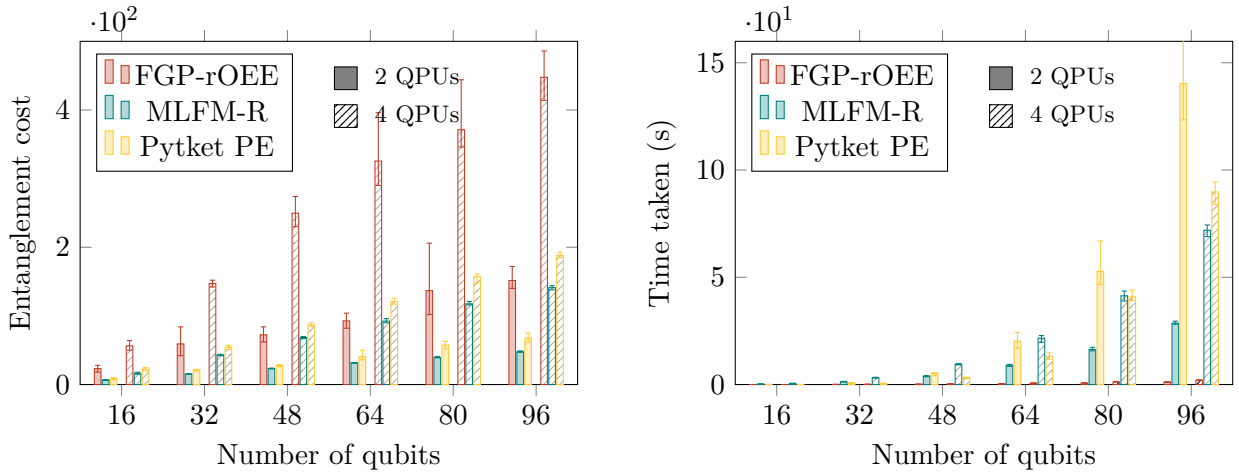 ·10²
4
2
0
Entanglement cost
FGP-rOEE
MLFM-R
Pytket PE
2 QPUs
4 QPUs
16 32 48 64 80 96
Number of qubits
·10¹
15
10
5
0
Time taken (s)
FGP-rOEE
MLFM-R
Pytket PE
2 QPUs
4 QPUs
16 32 48 64 80 96
Number of qubits